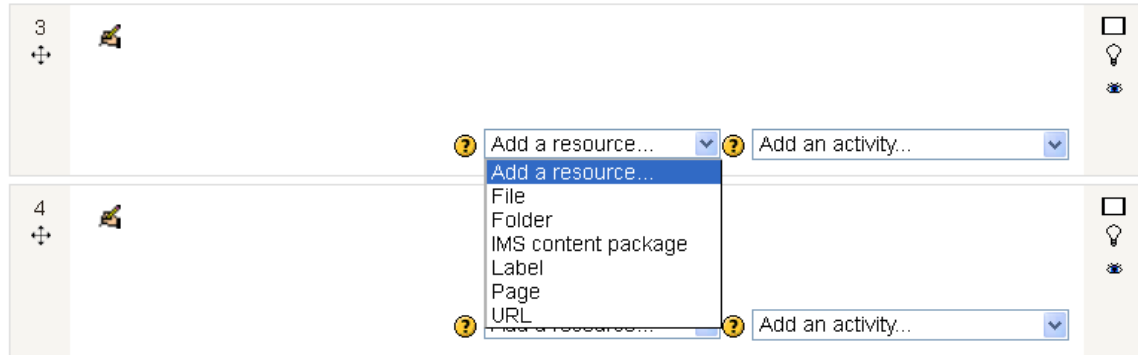 3
Add a resource... Add an activity...
Add a resource...
File
Folder
IMS content package
Label
Page
URL
4
Add an activity...